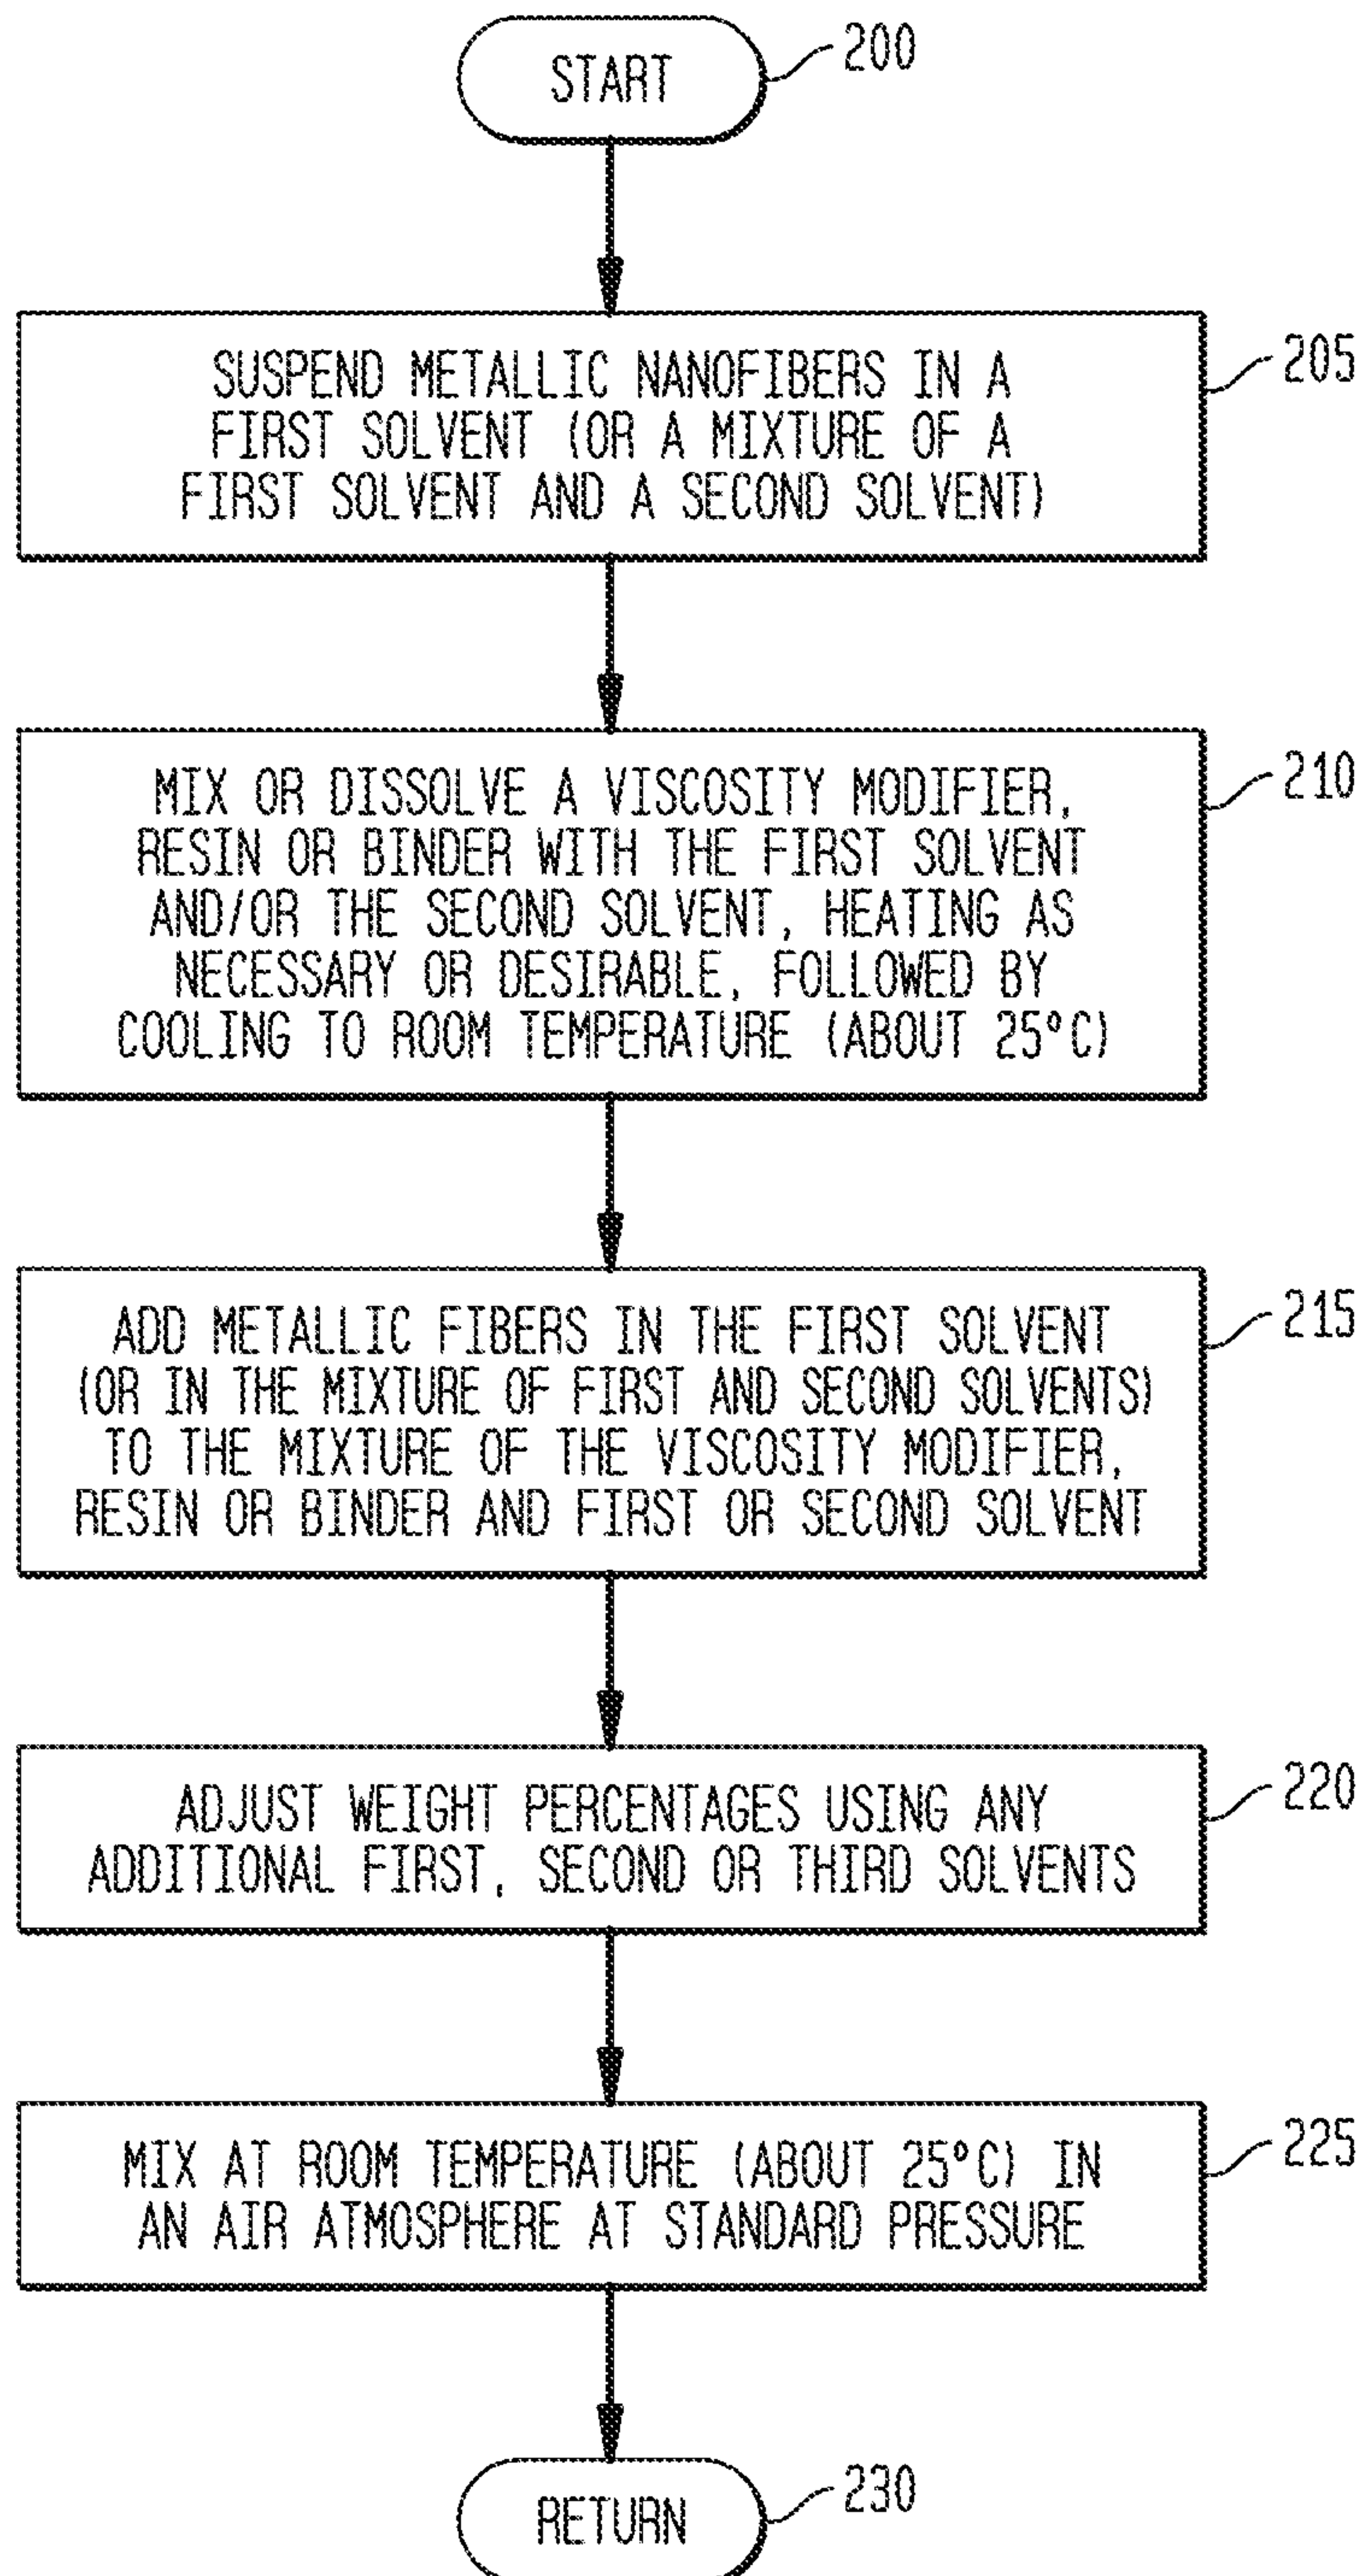 START
200
SUSPEND METALLIC NANOFIBERS IN A
FIRST SOLVENT (OR A MIXTURE OF A
FIRST SOLVENT AND A SECOND SOLVENT)
205
MIX OR DISSOLVE A VISCOSITY MODIFIER,
RESIN OR BINDER WITH THE FIRST SOLVENT
AND/OR THE SECOND SOLVENT, HEATING AS
NECESSARY OR DESIRABLE, FOLLOWED BY
COOLING TO ROOM TEMPERATURE (ABOUT 25°C)
210
ADD METALLIC FIBERS IN THE FIRST SOLVENT
(OR IN THE MIXTURE OF FIRST AND SECOND SOLVENTS)
TO THE MIXTURE OF THE VISCOSITY MODIFIER,
RESIN OR BINDER AND FIRST OR SECOND SOLVENT
215
ADJUST WEIGHT PERCENTAGES USING ANY
ADDITIONAL FIRST, SECOND OR THIRD SOLVENTS
220
MIX AT ROOM TEMPERATURE (ABOUT 25°C) IN
AN AIR ATMOSPHERE AT STANDARD PRESSURE
225
RETURN
230